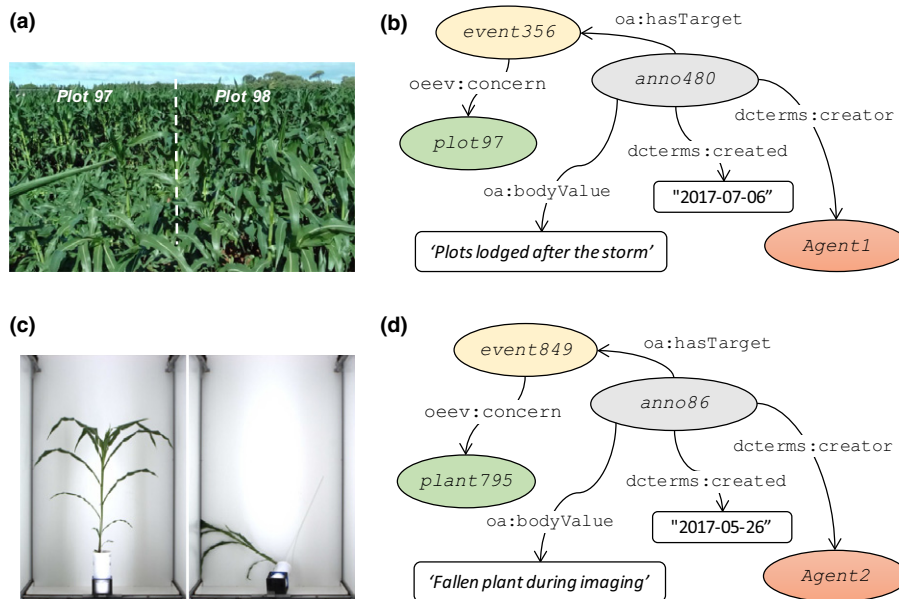 (a)
Plot 97
Plot 98
(b)
event356
oa:hasTarget
anno480
oeev:concern
plot97
dcterms:creator
dcterms:created
oa:bodyValue
"2017-07-06”
‘Plots lodged after the storm’
Agent1
(c)
(d)
event849
oa:hasTarget
anno86
oeev:concern
plant795
dcterms:creator
dcterms:created
oa:bodyValue
"2017-05-26”
‘Fallen plant during imaging’
Agent2